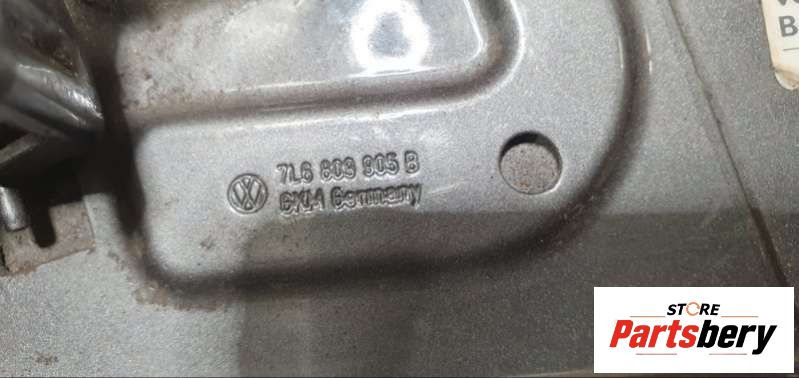 7L6 809 905 B
Germany
STORE
Partsbery